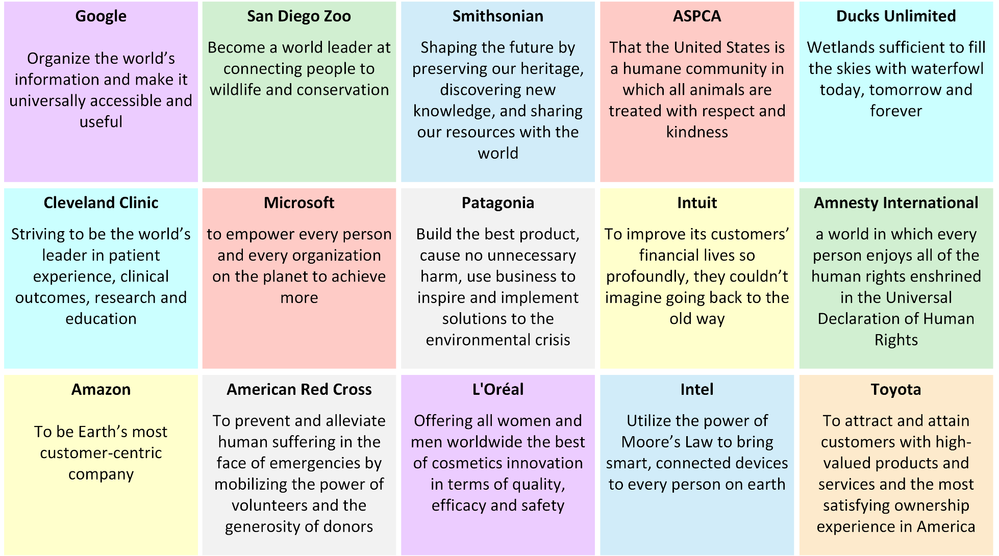 Google
Organize the world’s
information and make it
universally accessible and
useful
San Diego Zoo
Become a world leader at
connecting people to
wildlife and conservation
Smithsonian
Shaping the future by
preserving our heritage,
discovering new
knowledge, and sharing
our resources with the
world
ASPCA
That the United States is
a humane community in
which all animals are
treated with respect and
kindness
Ducks Unlimited
Wetlands sufficient to fill
the skies with waterfowl
today, tomorrow and
forever
Cleveland Clinic
Striving to be the world’s
leader in patient
experience, clinical
outcomes, research and
education
Microsoft
to empower every person
and every organization
on the planet to achieve
more
Patagonia
Build the best product,
cause no unnecessary
harm, use business to
inspire and implement
solutions to the
environmental crisis
Intuit
To improve its customers’
financial lives so
profoundly, they couldn’t
imagine going back to the
old way
Amnesty International
a world in which every
person enjoys all of the
human rights enshrined
in the Universal
Declaration of Human
Rights
Amazon
To be Earth’s most
customer-centric
company
American Red Cross
To prevent and alleviate
human suffering in the
face of emergencies by
mobilizing the power of
volunteers and the
generosity of donors
L'Oréal
Offering all women and
men worldwide the best
of cosmetics innovation
in terms of quality,
efficacy and safety
Intel
Utilize the power of
Moore’s Law to bring
smart, connected devices
to every person on earth
Toyota
To attract and attain
customers with high-
valued products and
services and the most
satisfying ownership
experience in America